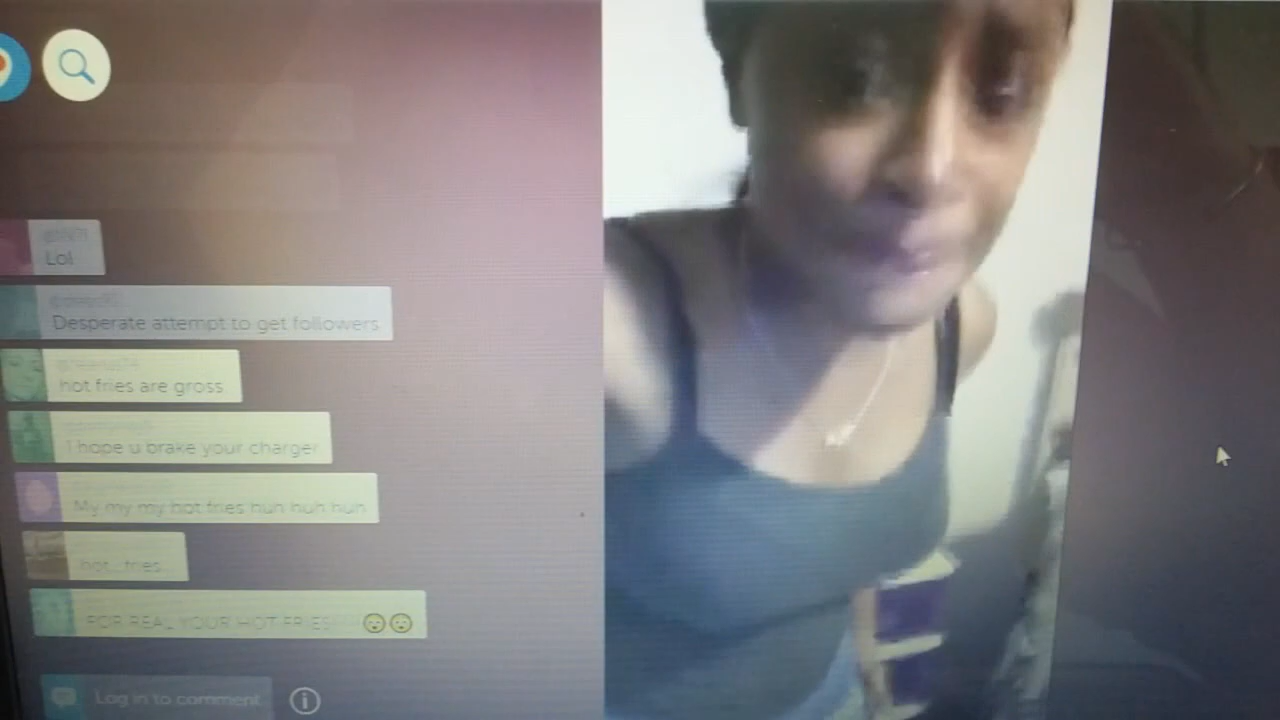 Lol
Desperate attempt to get followers
hot fries are gross
I hope u brake your charger
My my my hot fries huh huh huh
hot...fries...
FOR REAL YOUR HOT FRIES
Log in to comment
i